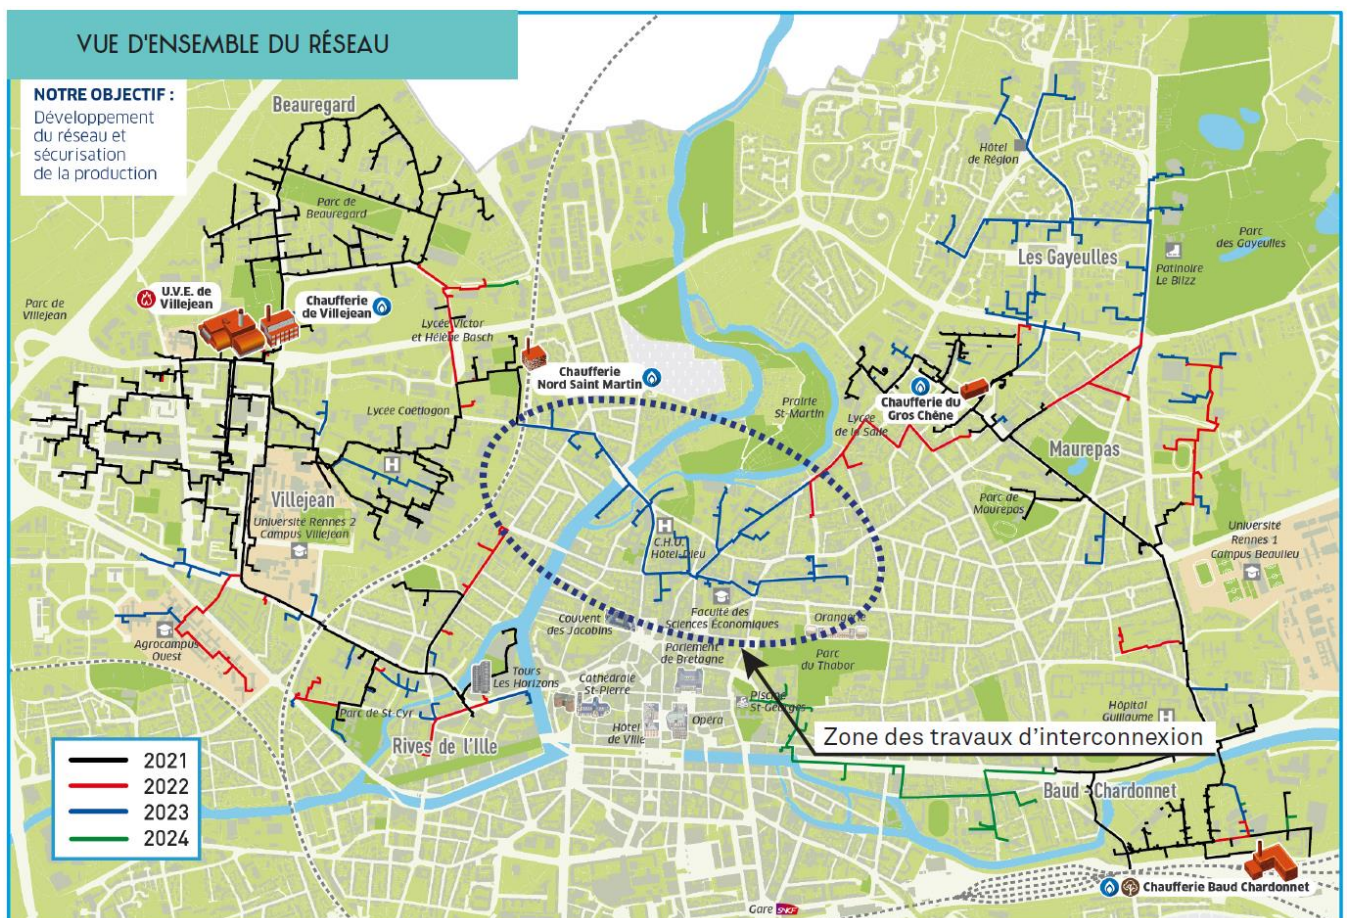 VUE D'ENSEMBLE DU RÉSEAU
NOTRE OBJECTIF :
Développement
du réseau et
sécurisation
de la production
Beauregard
Parc de
Beauregard
Hôtel
de Région
Parc
des Gayeulles
Les Gayeulles
Patinoire
Le Blizz
U.V.E. de
Villejean
Chaufferie
de Villejean
Parc de
Villejean
Lycée Victor
et Hélène Basch
Chaufferie
Nord Saint Martin
Prairie
St-Martin
Chaufferie du
Gros Chêne
Lycée Coëtlogon
Lycée
de la Salle
Maurepas
H
Villejean
Parc de
Maurepas
Université Rennes 2
Campus Villejean
H
C.H.U.
Hôtel-Dieu
Université
Rennes 1
Campus Beaulieu
Agrocampus
Ouest
Couvent
des Jacobins
Faculté des
Sciences Économiques
Orangerie
Parlement
de Bretagne
Parc
du Thabor
Tours
Les Horizons
Cathédrale
St-Pierre
Parc de St Cyr
Piscine
St-Georges
Hôpital
Guillaume
H
Hôtel
de Ville
Opéra
Zone des travaux d'interconnexion
Rives de l'Ille
2021
2022
2023
2024
Baud - Chardonnet
Chaufferie Baud Chardonnet
Gare
SNCF